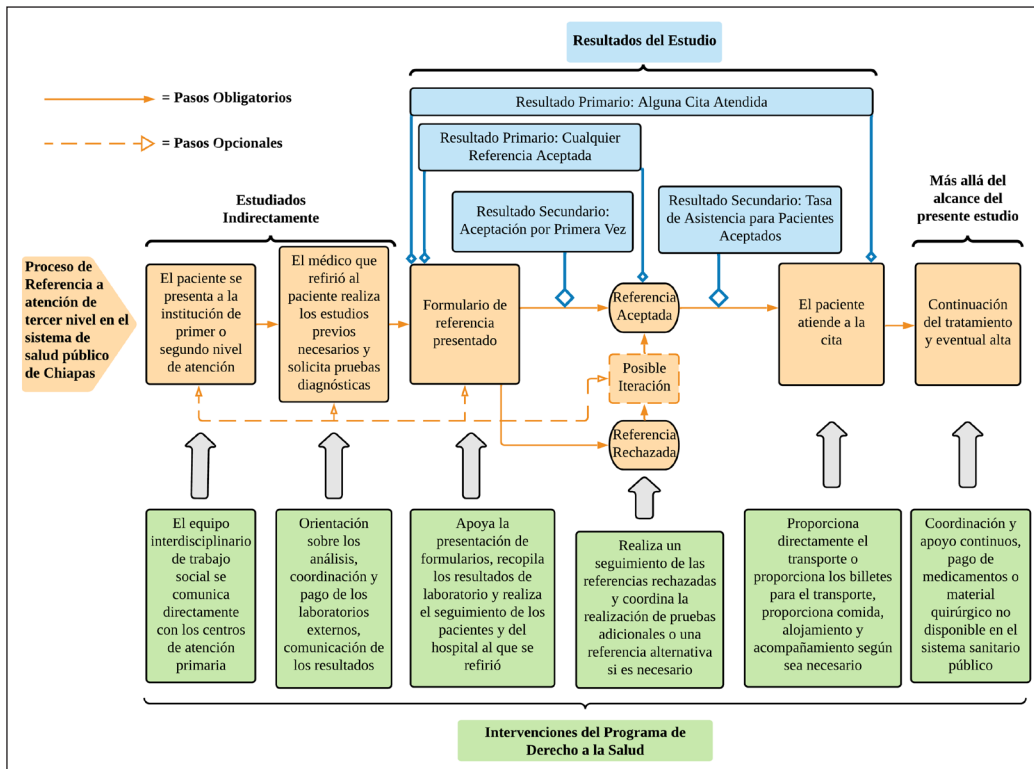 Resultados del Estudio
= Pasos Obligatorios
= Pasos Opcionales
Resultado Primario: Alguna Cita Atendida
Resultado Primario: Cualquier
Referencia Aceptada
Resultado Secundario:
Aceptación por Primera Vez
Resultado Secundario: Tasa
de Asistencia para Pacientes
Aceptados
Estudiados
Indirectamente
Más allá del
alcance del
presente estudio
Proceso de
Referencia a
atención de
tercer nivel en el
sistema de
salud público
de Chiapas
El paciente se
presenta a la
institución de
primer o
segundo nivel
de atención
El médico que
refirió al
paciente realiza
los estudios
previos
necesarios y
solicita pruebas
diagnósticas
Formulario de
referencia
presentado
Referencia
Aceptada
Posible
Iteración
Referencia
Rechazada
El paciente
atiende a la
cita
Continuación
del tratamiento
y eventual alta
El equipo
interdisciplinario
de trabajo
social se
comunica
directamente
con los centros
de atención
primaria
Orientación
sobre los
análisis,
coordinación y
pago de los
laboratorios
externos,
comunicación de
los resultados
Apoya la
presentación de
formularios, recopila
los resultados de
laboratorio y realiza
el seguimiento de los
pacientes y del
hospital al que se
refirió
Realiza un
seguimiento de las
referencias rechazadas
y coordina la
realización de pruebas
adicionales o una
referencia alternativa
si es necesario
Proporciona
directamente el
transporte o
proporciona los billetes
para el transporte,
proporciona comida,
alojamiento y
acompañamiento según
sea necesario
Coordinación y
apoyo continuos,
pago de
medicamentos o
material
quirúrgico no
disponible en el
sistema sanitario
público
Intervenciones del Programa de
Derecho a la Salud